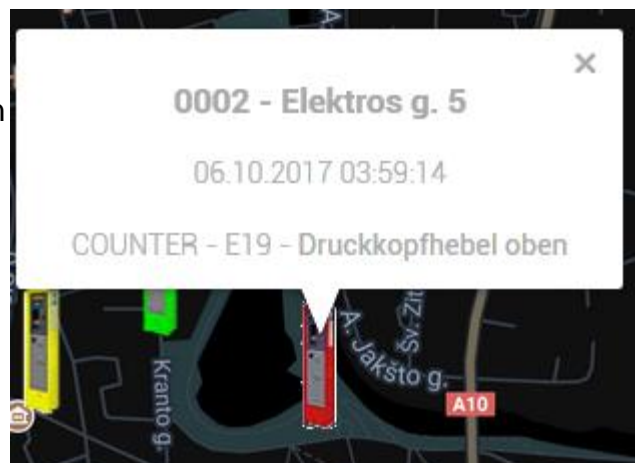 0002 - Elektros g. 5
06.10.2017 03:59:14
COUNTER - E19 - Druckkopfhebel oben
Kranto g.
A. Jakšto g.
A10